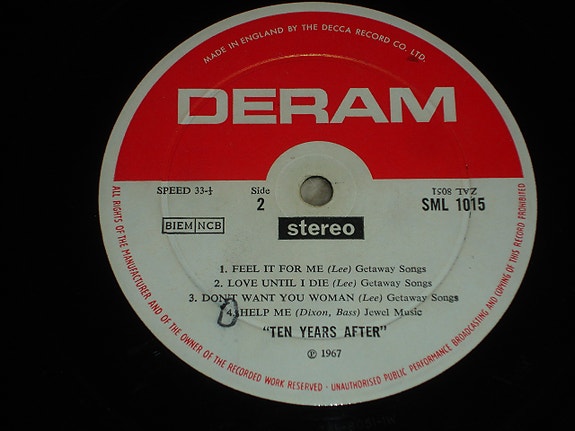 MADE IN ENGLAND BY THE DECCA RECORD CO. LTD.
DERAM
SPEED 33-⅓
Side
2
ZAL 8051
SML 1015
BIEM NCB
stereo
1. FEEL IT FOR ME (Lee) Getaway Songs
2. LOVE UNTIL I DIE (Lee) Getaway Songs
3. DON'T WANT YOU WOMAN (Lee) Getaway Songs
4. HELP ME (Dixon, Bass) Jewel Music
"TEN YEARS AFTER"
℗ 1967
ALL RIGHTS OF THE MANUFACTURER AND OF THE OWNER OF THE RECORDED WORK RESERVED - UNAUTHORISED PUBLIC PERFORMANCE BROADCASTING AND COPYING OF THIS RECORD PROHIBITED